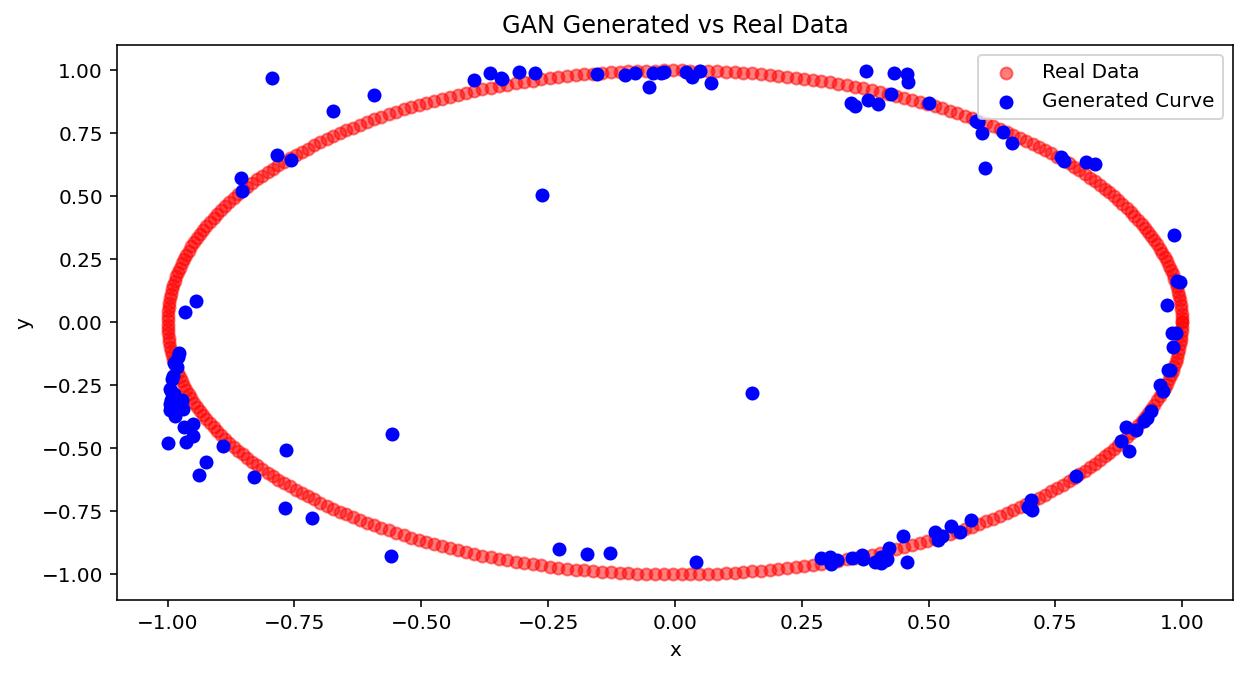 GAN Generated vs Real Data
Real Data
Generated Curve
1.00
0.75
0.50
0.25
0.00
−0.25
−0.50
−0.75
−1.00
y
−1.00 −0.75 −0.50 −0.25 0.00 0.25 0.50 0.75 1.00
x